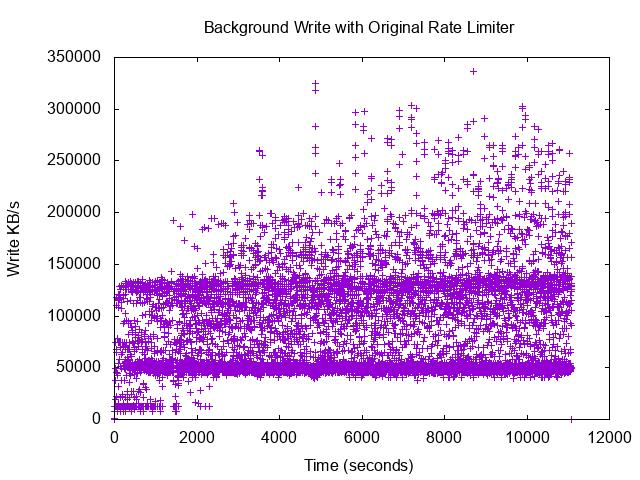 Background Write with Original Rate Limiter
350000
300000
250000
200000
150000
100000
50000
0
Write KB/s
0 2000 4000 6000 8000 10000 12000
Time (seconds)